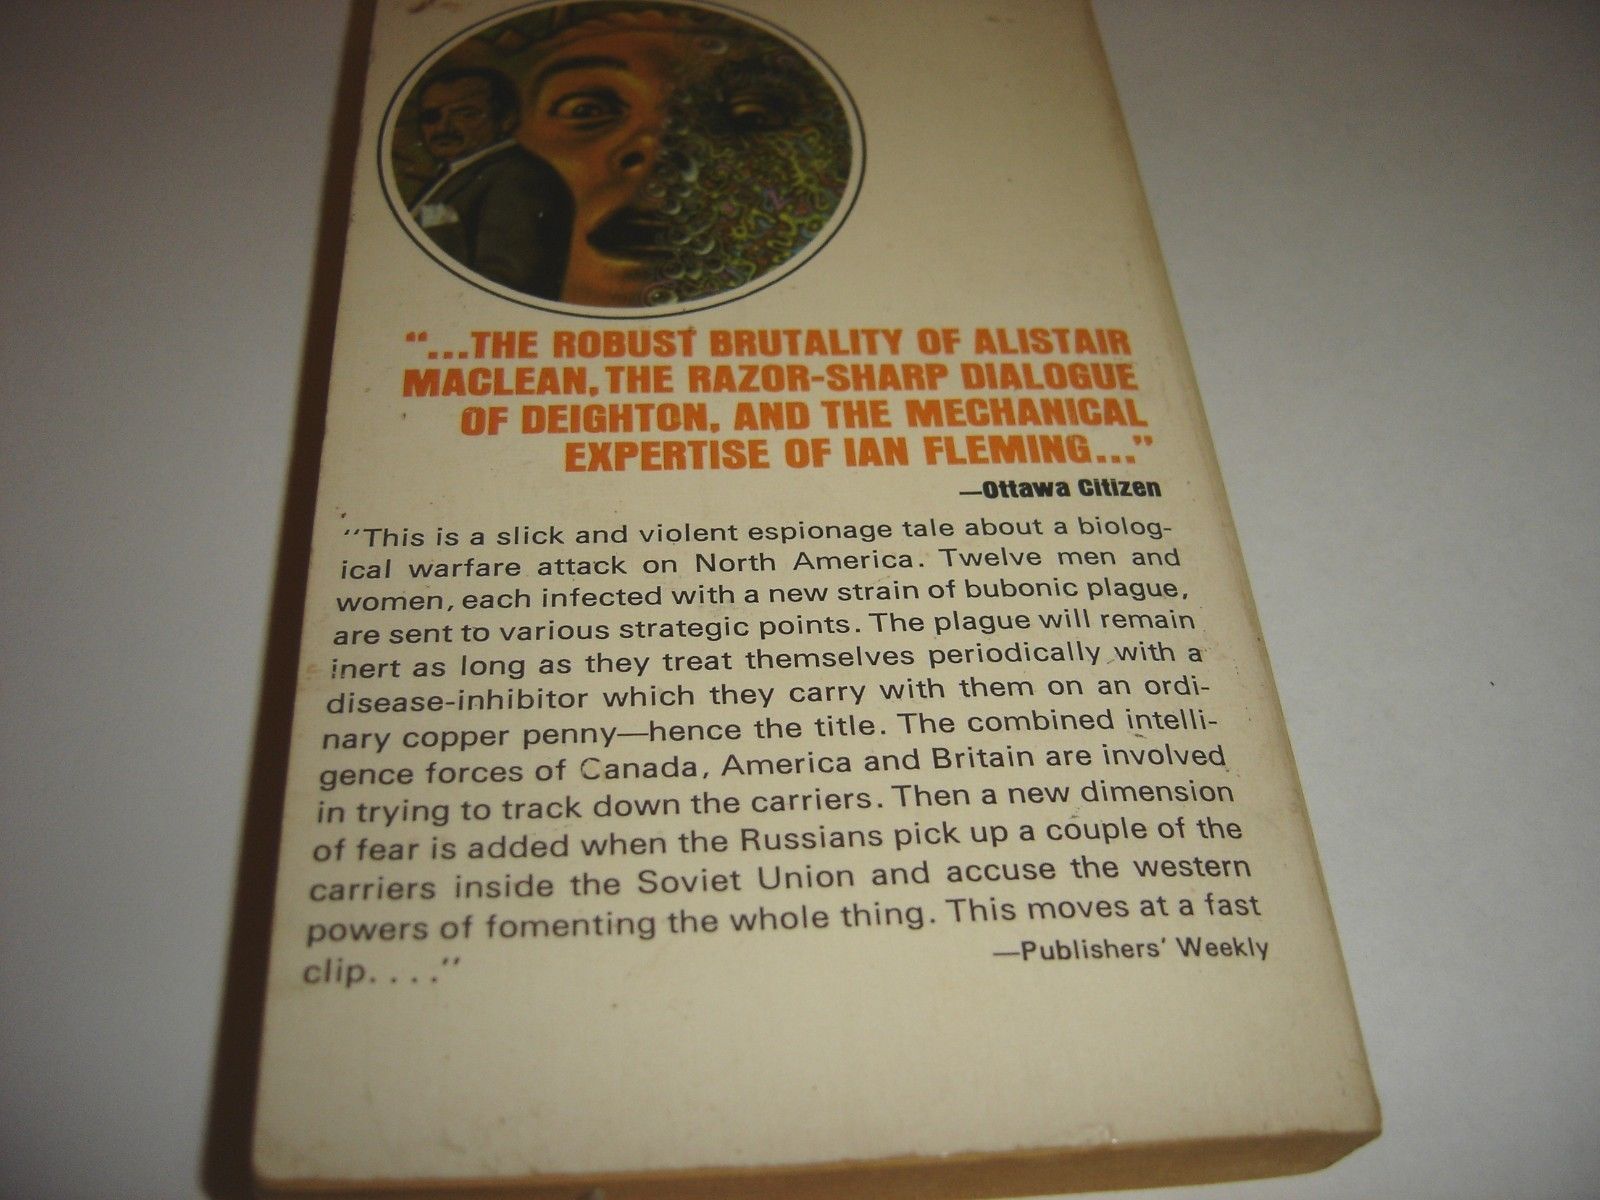 “...THE ROBUST BRUTALITY OF ALISTAIR
MACLEAN, THE RAZOR-SHARP DIALOGUE
OF DEIGHTON, AND THE MECHANICAL
EXPERTISE OF IAN FLEMING...”
—Ottawa Citizen
“This is a slick and violent espionage tale about a biolog-
ical warfare attack on North America. Twelve men and
women, each infected with a new strain of bubonic plague,
are sent to various strategic points. The plague will remain
inert as long as they treat themselves periodically with a
disease-inhibitor which they carry with them on an ordi-
nary copper penny—hence the title. The combined intelli-
gence forces of Canada, America and Britain are involved
in trying to track down the carriers. Then a new dimension
of fear is added when the Russians pick up a couple of the
carriers inside the Soviet Union and accuse the western
powers of fomenting the whole thing. This moves at a fast
clip. . . .”
—Publishers' Weekly